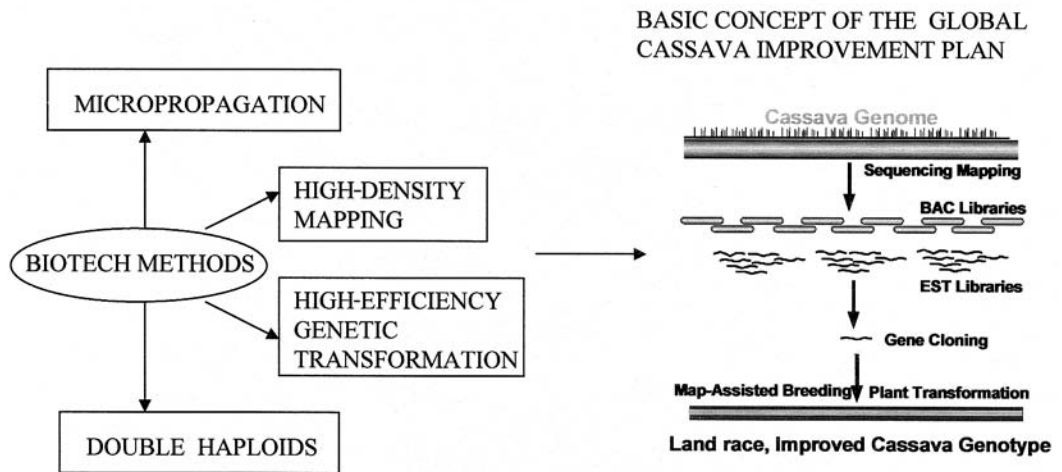 BASIC CONCEPT OF THE GLOBAL
CASSAVA IMPROVEMENT PLAN
MICROPROPAGATION
HIGH-DENSITY
MAPPING
BIOTECH METHODS
HIGH-EFFICIENCY
GENETIC
TRANSFORMATION
DOUBLE HAPLOIDS
Cassava Genome
Sequencing Mapping
BAC Libraries
EST Libraries
Gene Cloning
Map-Assisted Breeding Plant Transformation
Land race, Improved Cassava Genotype